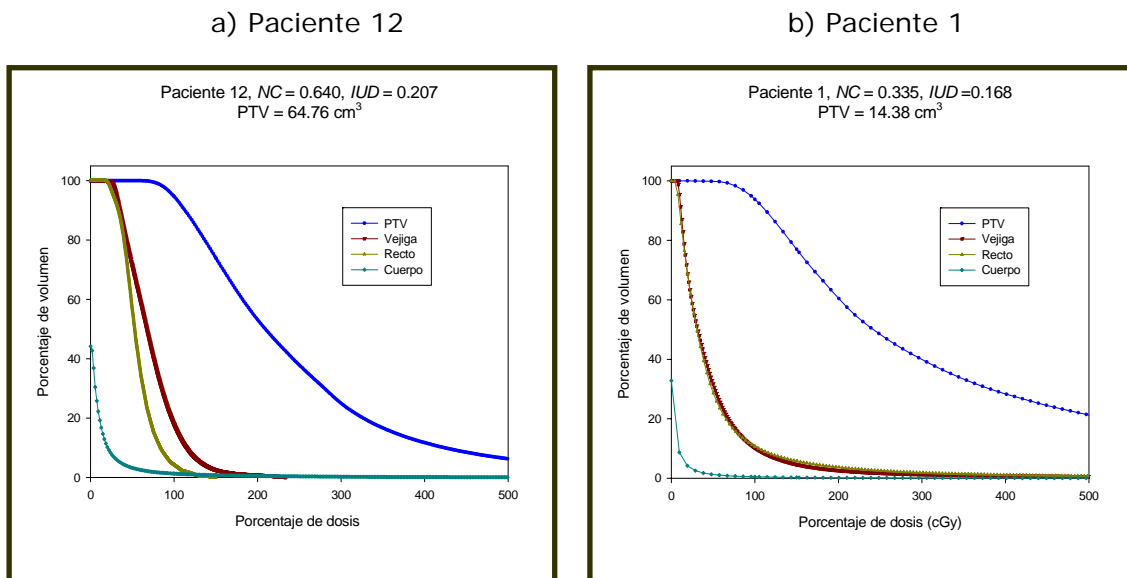 a) Paciente 12
Paciente 12, NC = 0.640, IUD = 0.207
PTV = 64.76 cm³
Porcentaje de volumen
100
80
60
40
20
0
PTV
Vejiga
Recto
Cuerpo
0 100 200 300 400 500
Porcentaje de dosis
b) Paciente 1
Paciente 1, NC = 0.335, IUD =0.168
PTV = 14.38 cm³
Porcentaje de volumen
100
80
60
40
20
0
PTV
Vejiga
Recto
Cuerpo
0 100 200 300 400 500
Porcentaje de dosis (cGy)